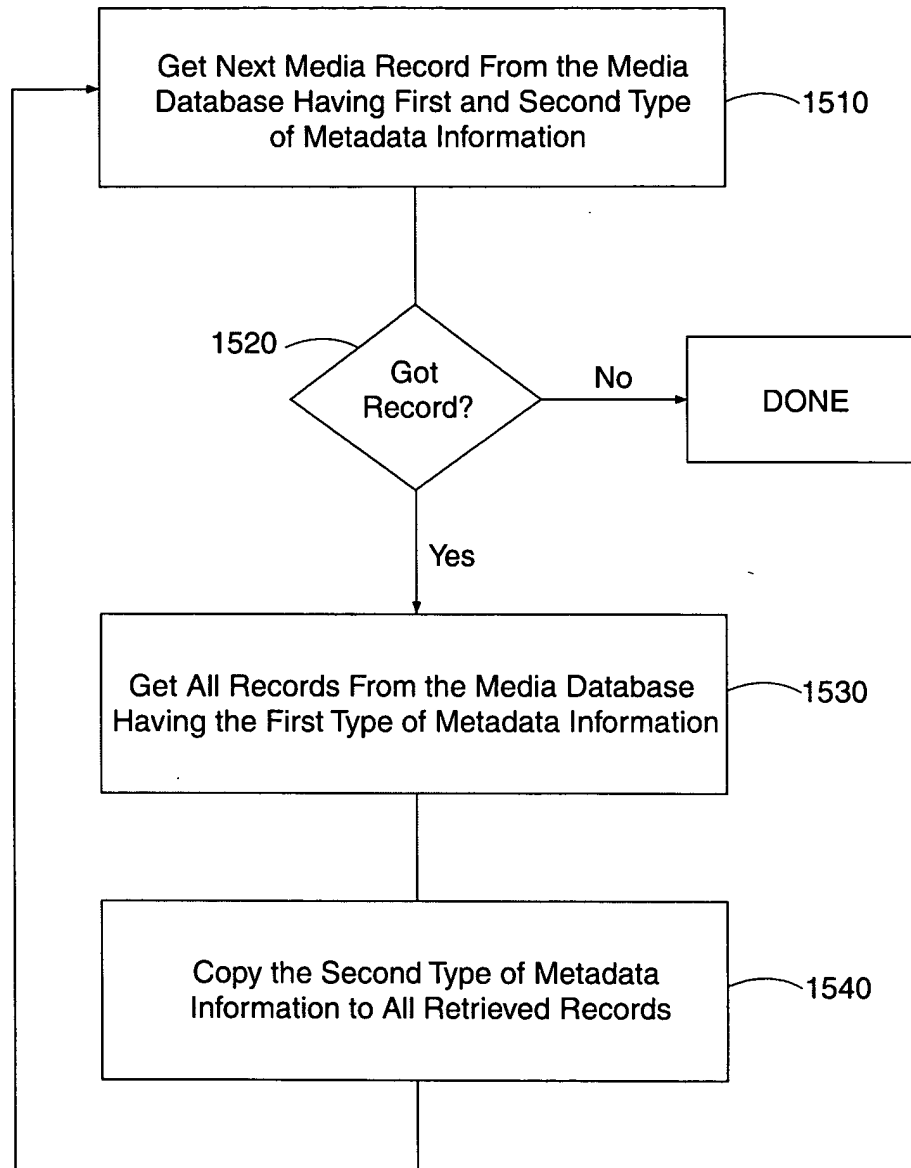 Get Next Media Record From the Media
Database Having First and Second Type
of Metadata Information
1510
1520
Got
Record?
No
DONE
Yes
Get All Records From the Media Database
Having the First Type of Metadata Information
1530
Copy the Second Type of Metadata
Information to All Retrieved Records
1540